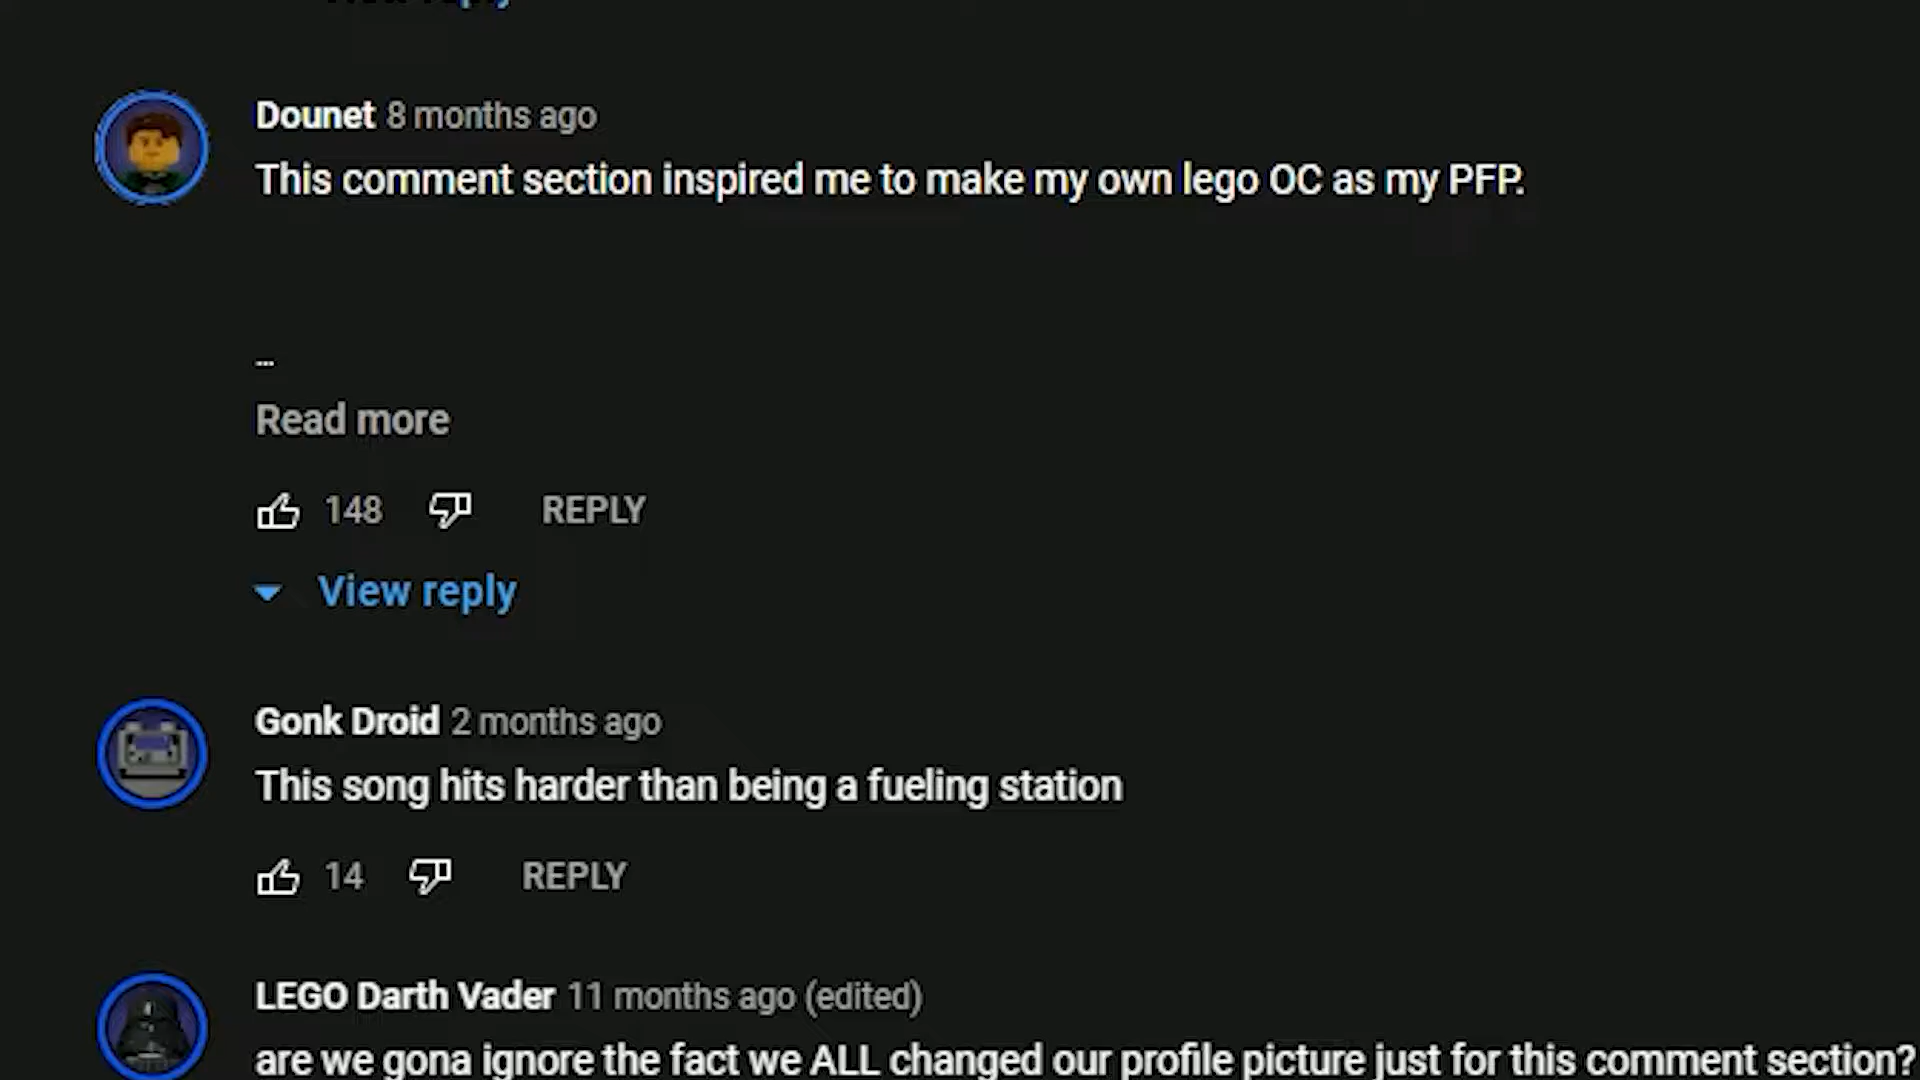 Dounet 8 months ago
This comment section inspired me to make my own lego OC as my PFP.
...
Read more
148 REPLY
View reply
Gonk Droid 2 months ago
This song hits harder than being a fueling station
14 REPLY
LEGO Darth Vader 11 months ago (edited)
are we gona ignore the fact we ALL changed our profile picture just for this comment section?